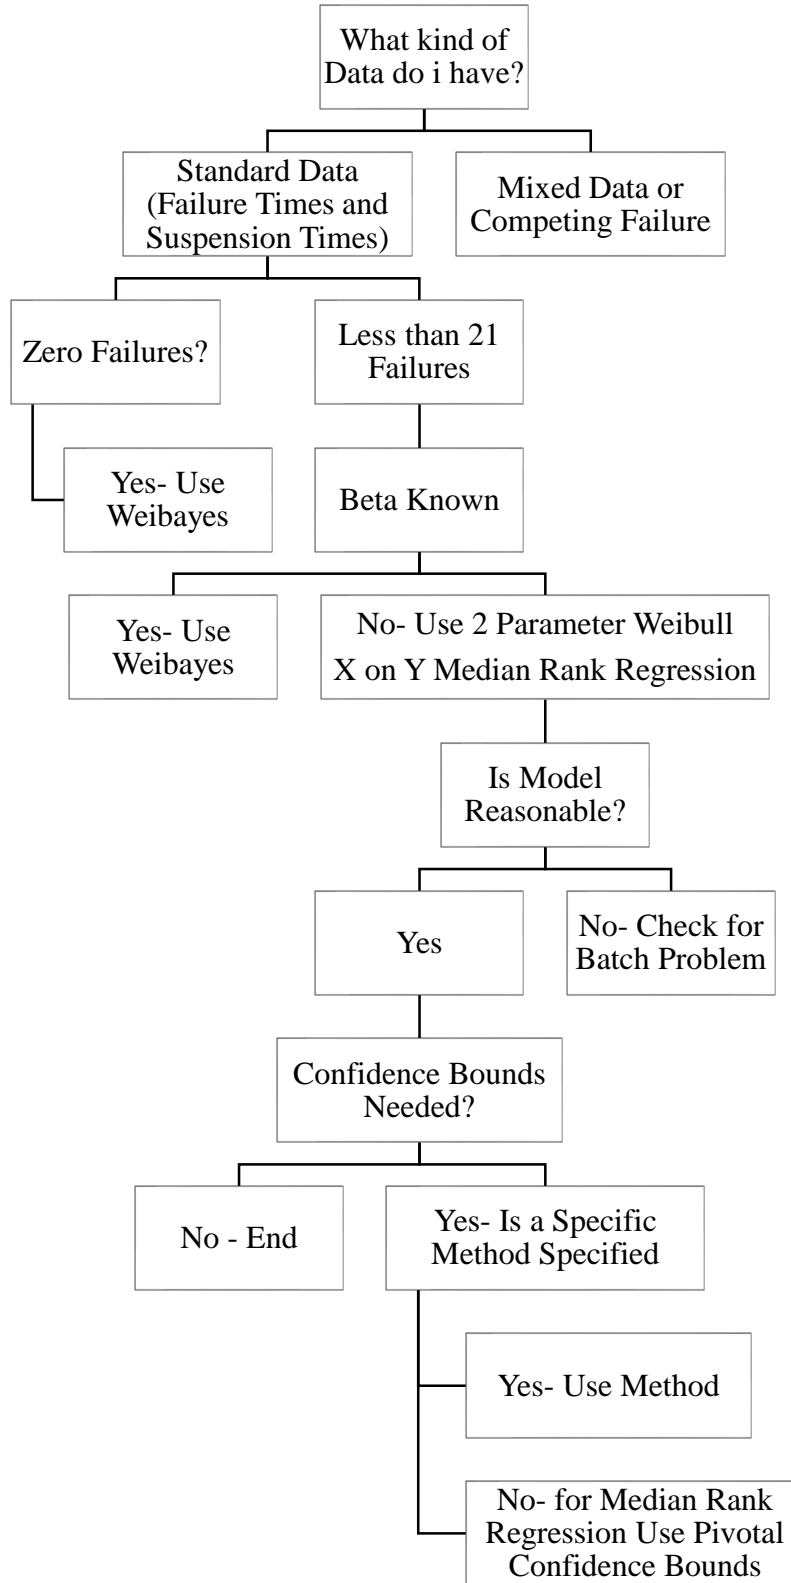 What kind of
Data do i have?
Standard Data
(Failure Times and
Suspension Times)
Mixed Data or
Competing Failure
Zero Failures?
Less than 21
Failures
Yes- Use
Weibayes
Beta Known
Yes- Use
Weibayes
No- Use 2 Parameter Weibull
X on Y Median Rank Regression
Is Model
Reasonable?
Yes
No- Check for
Batch Problem
Confidence Bounds
Needed?
No - End
Yes- Is a Specific
Method Specified
Yes- Use Method
No- for Median Rank
Regression Use Pivotal
Confidence Bounds